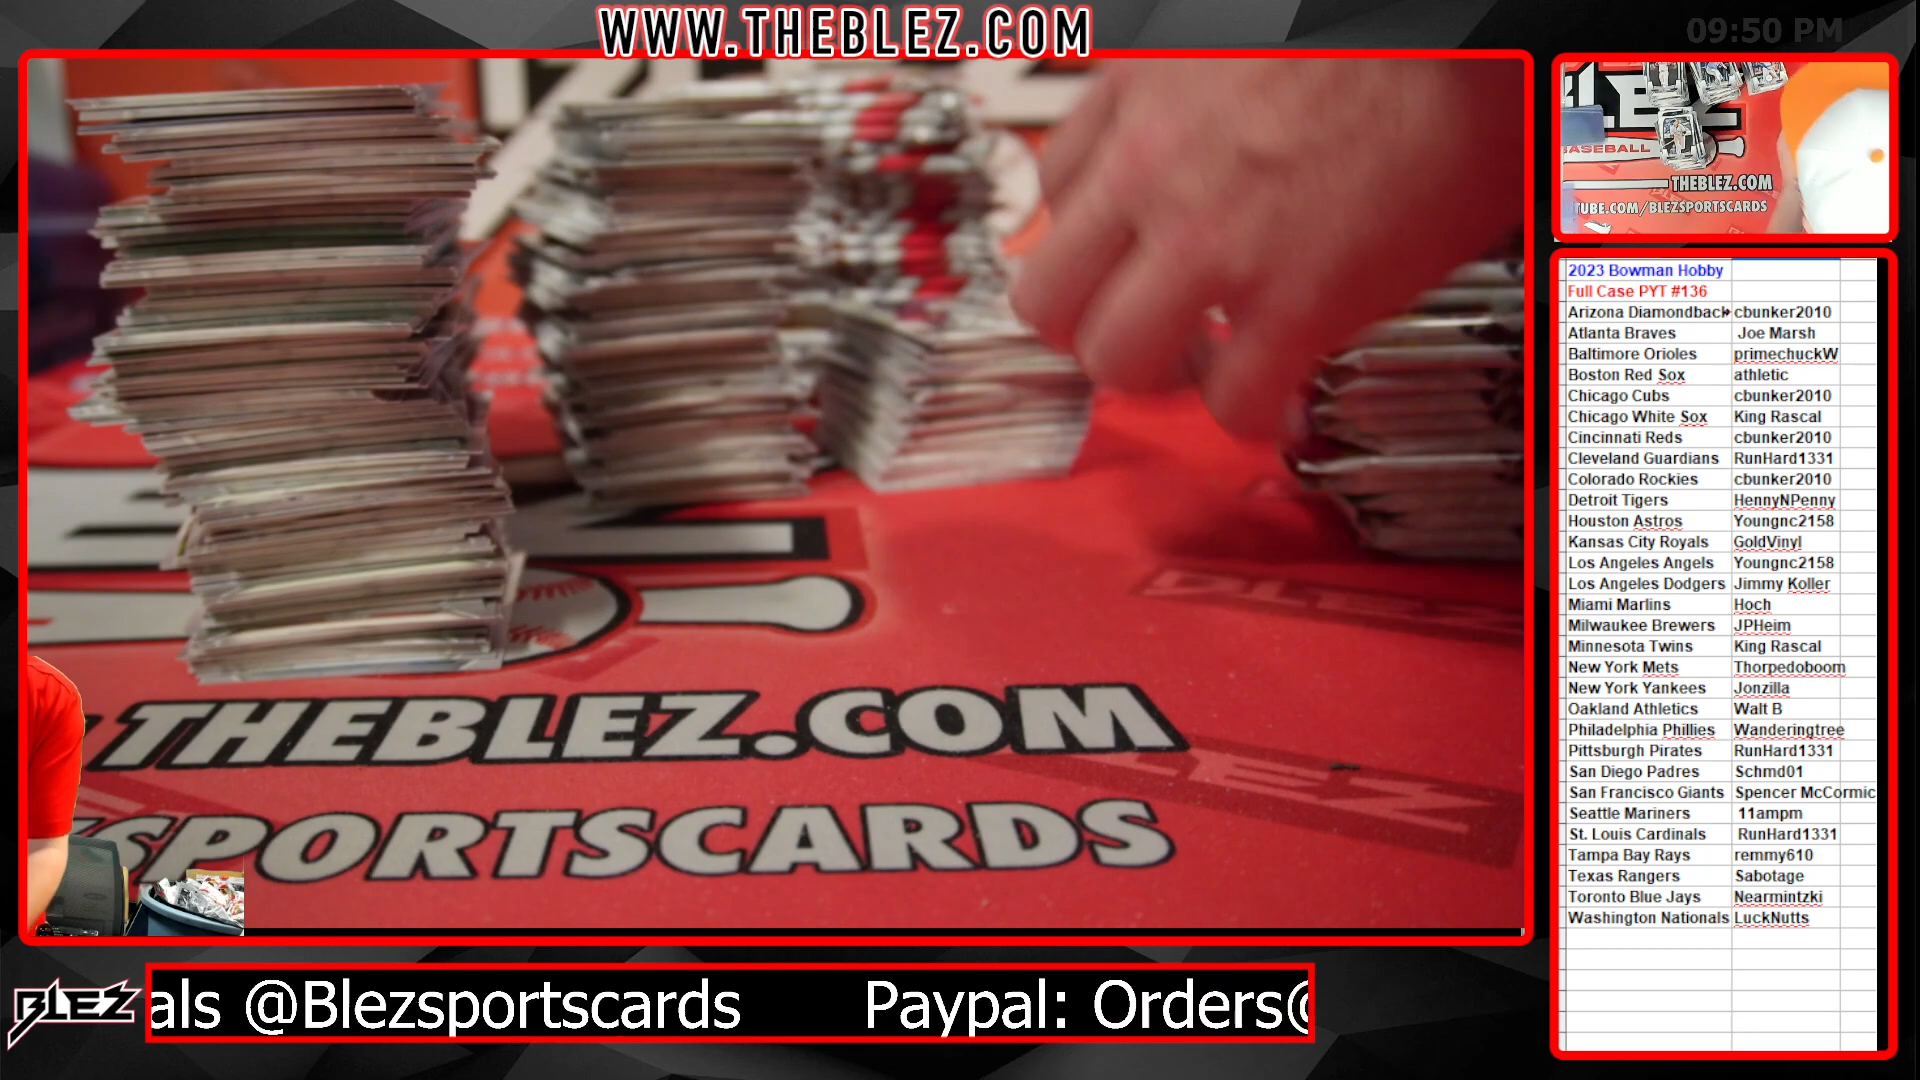 WWW.THEBLEZ.COM
09:50 PM
THEBLEZ.COM
SPORTSCARDS
BASEBALL
THEBLEZ.COM
TUBE.COM/BLEZSPORTSCARDS
2023 Bowman Hobby
Full Case PYT #136
Arizona Diamondback cbunker2010
Atlanta Braves Joe Marsh
Baltimore Orioles primechuckW
Boston Red Sox athletic
Chicago Cubs cbunker2010
Chicago White Sox King Rascal
Cincinnati Reds cbunker2010
Cleveland Guardians RunHard1331
Colorado Rockies cbunker2010
Detroit Tigers HennyNPenny
Houston Astros Youngnc2158
Kansas City Royals GoldVinyl
Los Angeles Angels Youngnc2158
Los Angeles Dodgers Jimmy Koller
Miami Marlins Hoch
Milwaukee Brewers JPHeim
Minnesota Twins King Rascal
New York Mets Thorpedoboom
New York Yankees Jonzilla
Oakland Athletics Walt B
Philadelphia Phillies Wanderingtree
Pittsburgh Pirates RunHard1331
San Diego Padres Schmd01
San Francisco Giants Spencer McCormic
Seattle Mariners 11ampm
St. Louis Cardinals RunHard1331
Tampa Bay Rays remmy610
Texas Rangers Sabotage
Toronto Blue Jays Nearmintzki
Washington Nationals LuckNutts
BLEZ
als @Blezsportscards Paypal: Orders@